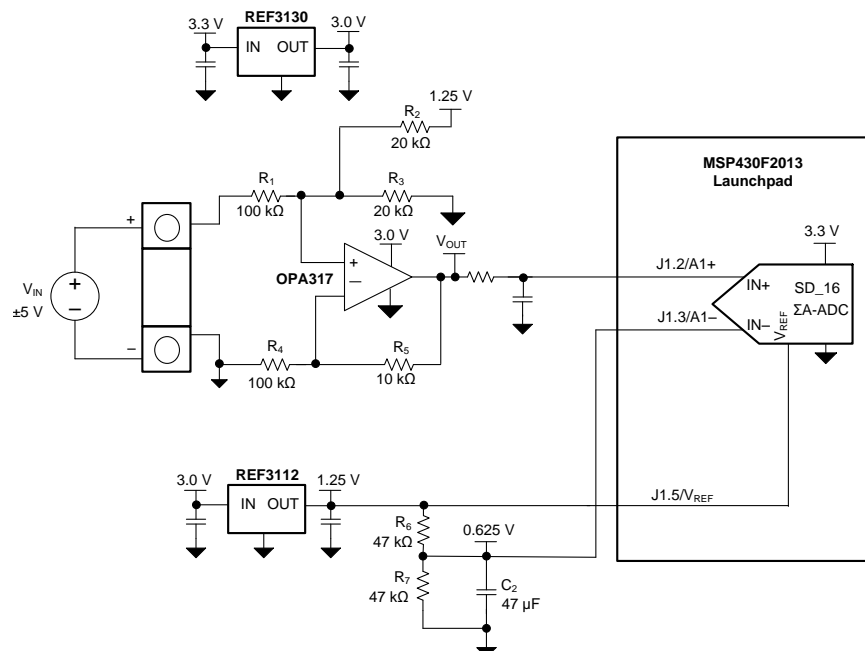 REF3130
3.3 V
3.0 V
IN OUT
1.25 V
R2
20 kΩ
R1
100 kΩ
R3
20 kΩ
MSP430F2013
Launchpad
+
VIN
±5 V
+
−
−
OPA317
+
−
3.0 V
VOUT
J1.2/A1+
J1.3/A1−
3.3 V
IN+
IN−
SD_16
ΣA-ADC
VREF
R4
100 kΩ
R5
10 kΩ
REF3112
3.0 V
1.25 V
IN OUT
J1.5/VREF
R6
47 kΩ
0.625 V
R7
47 kΩ
C2
47 µF